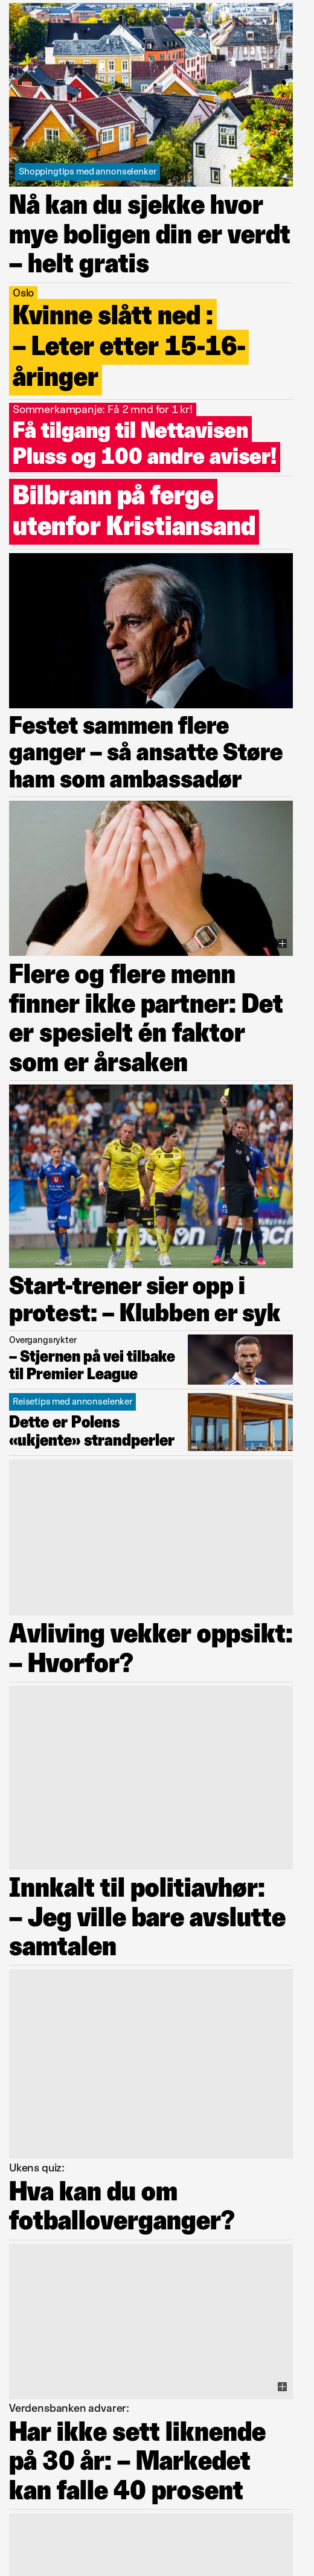 Shoppingtips med annonselenker
Nå kan du sjekke hvor
mye boligen din er verdt
– helt gratis
Oslo
Kvinne slått ned :
– Leter etter 15-16-
åringer
Sommerkampanje: Få 2 mnd for 1 kr!
Få tilgang til Nettavisen
Pluss og 100 andre aviser!
Bilbrann på ferge
utenfor Kristiansand
Festet sammen flere
ganger – så ansatte Støre
ham som ambassadør
Flere og flere menn
finner ikke partner: Det
er spesielt én faktor
som er årsaken
Start-trener sier opp i
protest: – Klubben er syk
Overgangsrykter
– Stjernen på vei tilbake
til Premier League
Reisetips med annonselenker
Dette er Polens
«ukjente» strandperler
Avliving vekker oppsikt:
– Hvorfor?
Innkalt til politiavhør:
– Jeg ville bare avslutte
samtalen
Ukens quiz:
Hva kan du om
fotballoverganger?
Verdensbanken advarer:
Har ikke sett liknende
på 30 år: – Markedet
kan falle 40 prosent